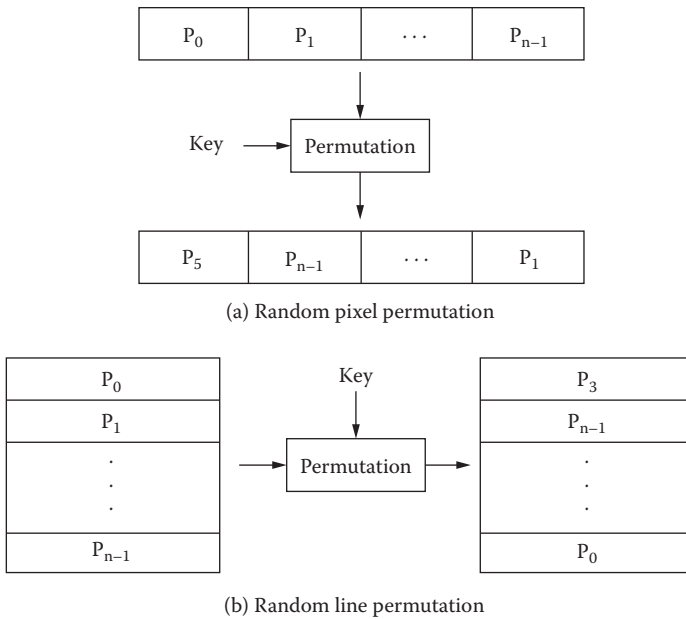 P₀ P₁ ... Pₙ₋₁
Key
Permutation
P₅ Pₙ₋₁ ... P₁
(a) Random pixel permutation
P₀
P₁
.
.
.
Pₙ₋₁
Key
Permutation
P₃
Pₙ₋₁
.
.
.
P₀
(b) Random line permutation